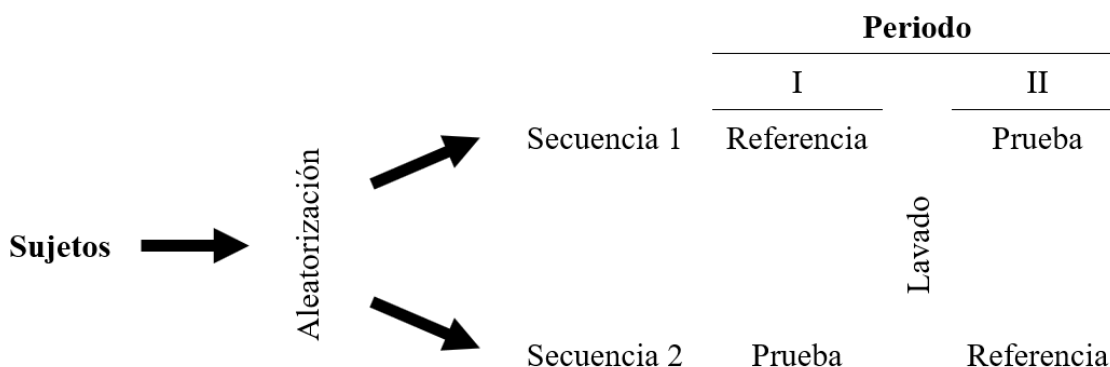 Periodo
I II
Secuencia 1 Referencia Prueba
Sujetos
Aleatorización
Lavado
Secuencia 2 Prueba Referencia